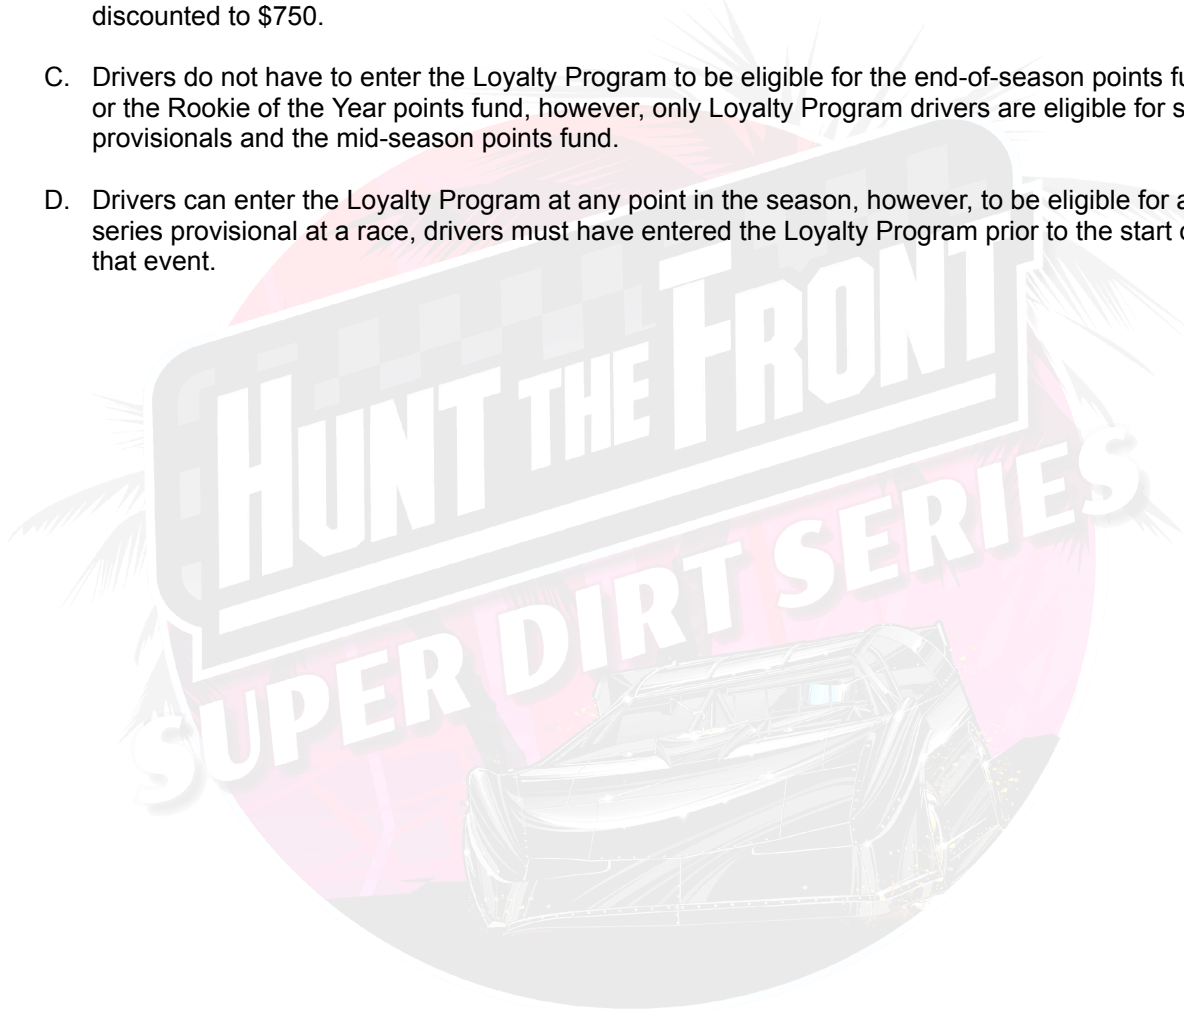 discounted to $750.
C. Drivers do not have to enter the Loyalty Program to be eligible for the end-of-season points fu
or the Rookie of the Year points fund, however, only Loyalty Program drivers are eligible for s
provisionals and the mid-season points fund.
D. Drivers can enter the Loyalty Program at any point in the season, however, to be eligible for a
series provisional at a race, drivers must have entered the Loyalty Program prior to the start
that event.
HUNT THE FRONT
SUPER DIRT SERIES